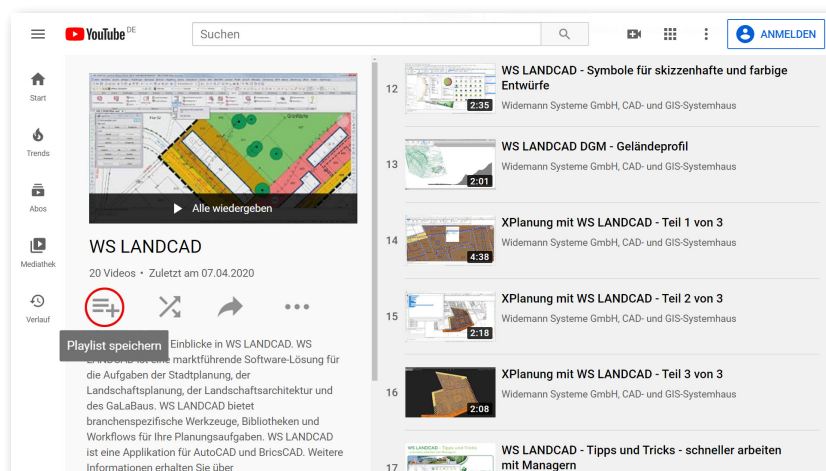 YouTube DE
Suchen
ANMELDEN
Start
Trends
Abos
Mediathek
Verlauf
Alle wiedergeben
WS LANDCAD
20 Videos • Zuletzt am 07.04.2020
Playlist speichern
Einblicke in WS LANDCAD. WS
LANDCAD ist eine marktführende Software-Lösung für
die Aufgaben der Stadtplanung, der
Landschaftsplanung, der Landschaftsarchitektur und
des GaLaBaus. WS LANDCAD bietet
branchenspezifische Werkzeuge, Bibliotheken und
Workflows für Ihre Planungsaufgaben. WS LANDCAD
ist eine Applikation für AutoCAD und BricsCAD. Weitere
Informationen erhalten Sie über
12
2:35
WS LANDCAD - Symbole für skizzenhafte und farbige
Entwürfe
Widemann Systeme GmbH, CAD- und GIS-Systemhaus
13
2:01
WS LANDCAD DGM - Geländeprofil
Widemann Systeme GmbH, CAD- und GIS-Systemhaus
14
4:38
XPlanung mit WS LANDCAD - Teil 1 von 3
Widemann Systeme GmbH, CAD- und GIS-Systemhaus
15
2:18
XPlanung mit WS LANDCAD - Teil 2 von 3
Widemann Systeme GmbH, CAD- und GIS-Systemhaus
16
2:08
XPlanung mit WS LANDCAD - Teil 3 von 3
Widemann Systeme GmbH, CAD- und GIS-Systemhaus
17
WS LANDCAD - Tipps und Tricks
WS LANDCAD - Tipps und Tricks - schneller arbeiten
mit Managern